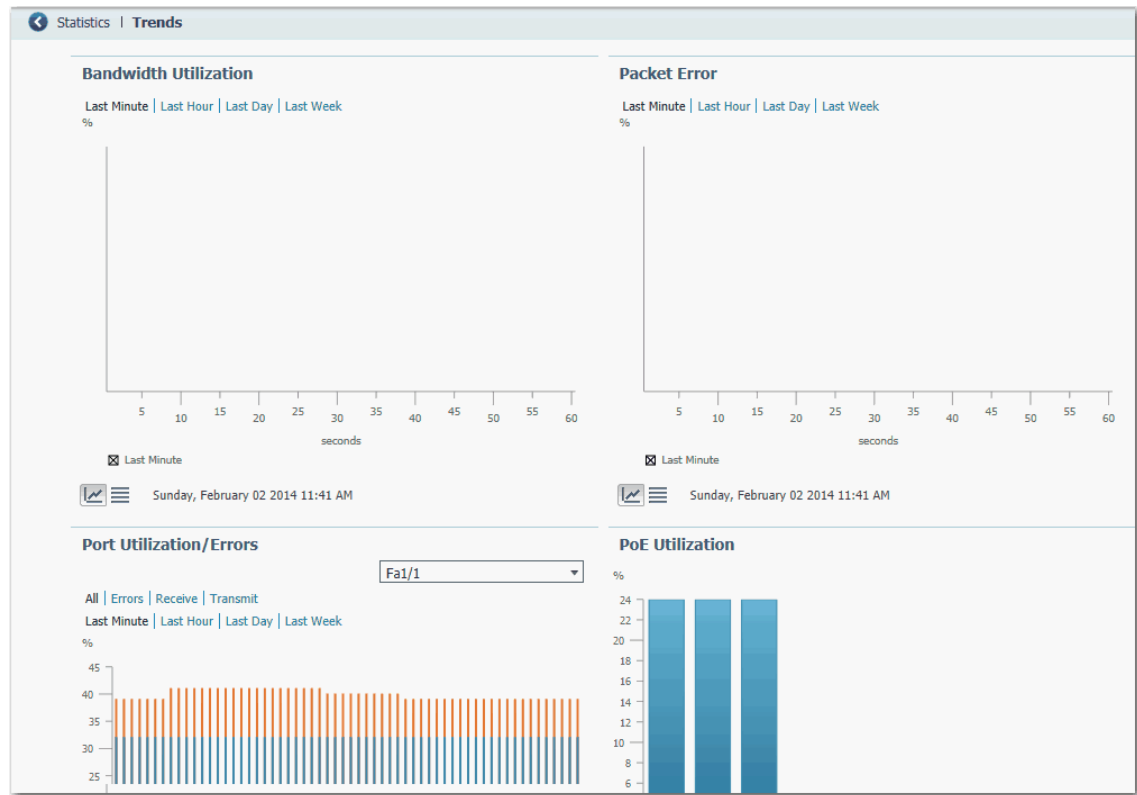 Statistics | Trends
Bandwidth Utilization
Last Minute | Last Hour | Last Day | Last Week
%
5 10 15 20 25 30 35 40 45 50 55 60
seconds
Last Minute
Sunday, February 02 2014 11:41 AM
Packet Error
Last Minute | Last Hour | Last Day | Last Week
%
5 10 15 20 25 30 35 40 45 50 55 60
seconds
Last Minute
Sunday, February 02 2014 11:41 AM
Port Utilization/Errors
Fa1/1
All | Errors | Receive | Transmit
Last Minute | Last Hour | Last Day | Last Week
%
45
40
35
30
25
PoE Utilization
%
24
22
20
18
16
14
12
10
8
6